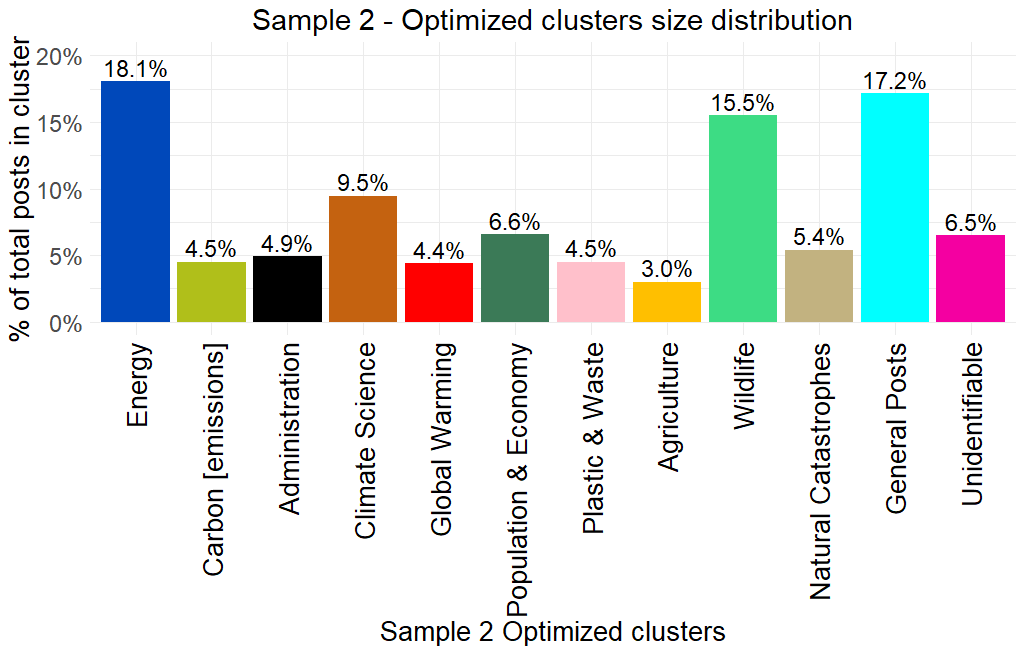 Sample 2 - Optimized clusters size distribution
% of total posts in cluster
20%
15%
10%
5%
0%
18.1%
4.5%
4.9%
9.5%
4.4%
6.6%
4.5%
3.0%
15.5%
5.4%
17.2%
6.5%
Energy
Carbon [emissions]
Administration
Climate Science
Global Warming
Population & Economy
Plastic & Waste
Agriculture
Wildlife
Natural Catastrophes
General Posts
Unidentifiable
Sample 2 Optimized clusters